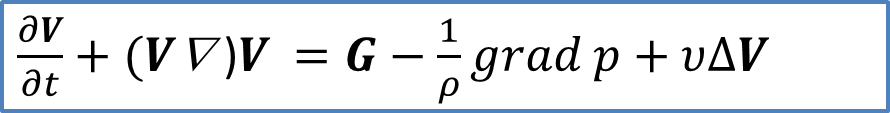 ∂V/∂t + (V ∇)V = G − 1/ρ grad p + υΔV